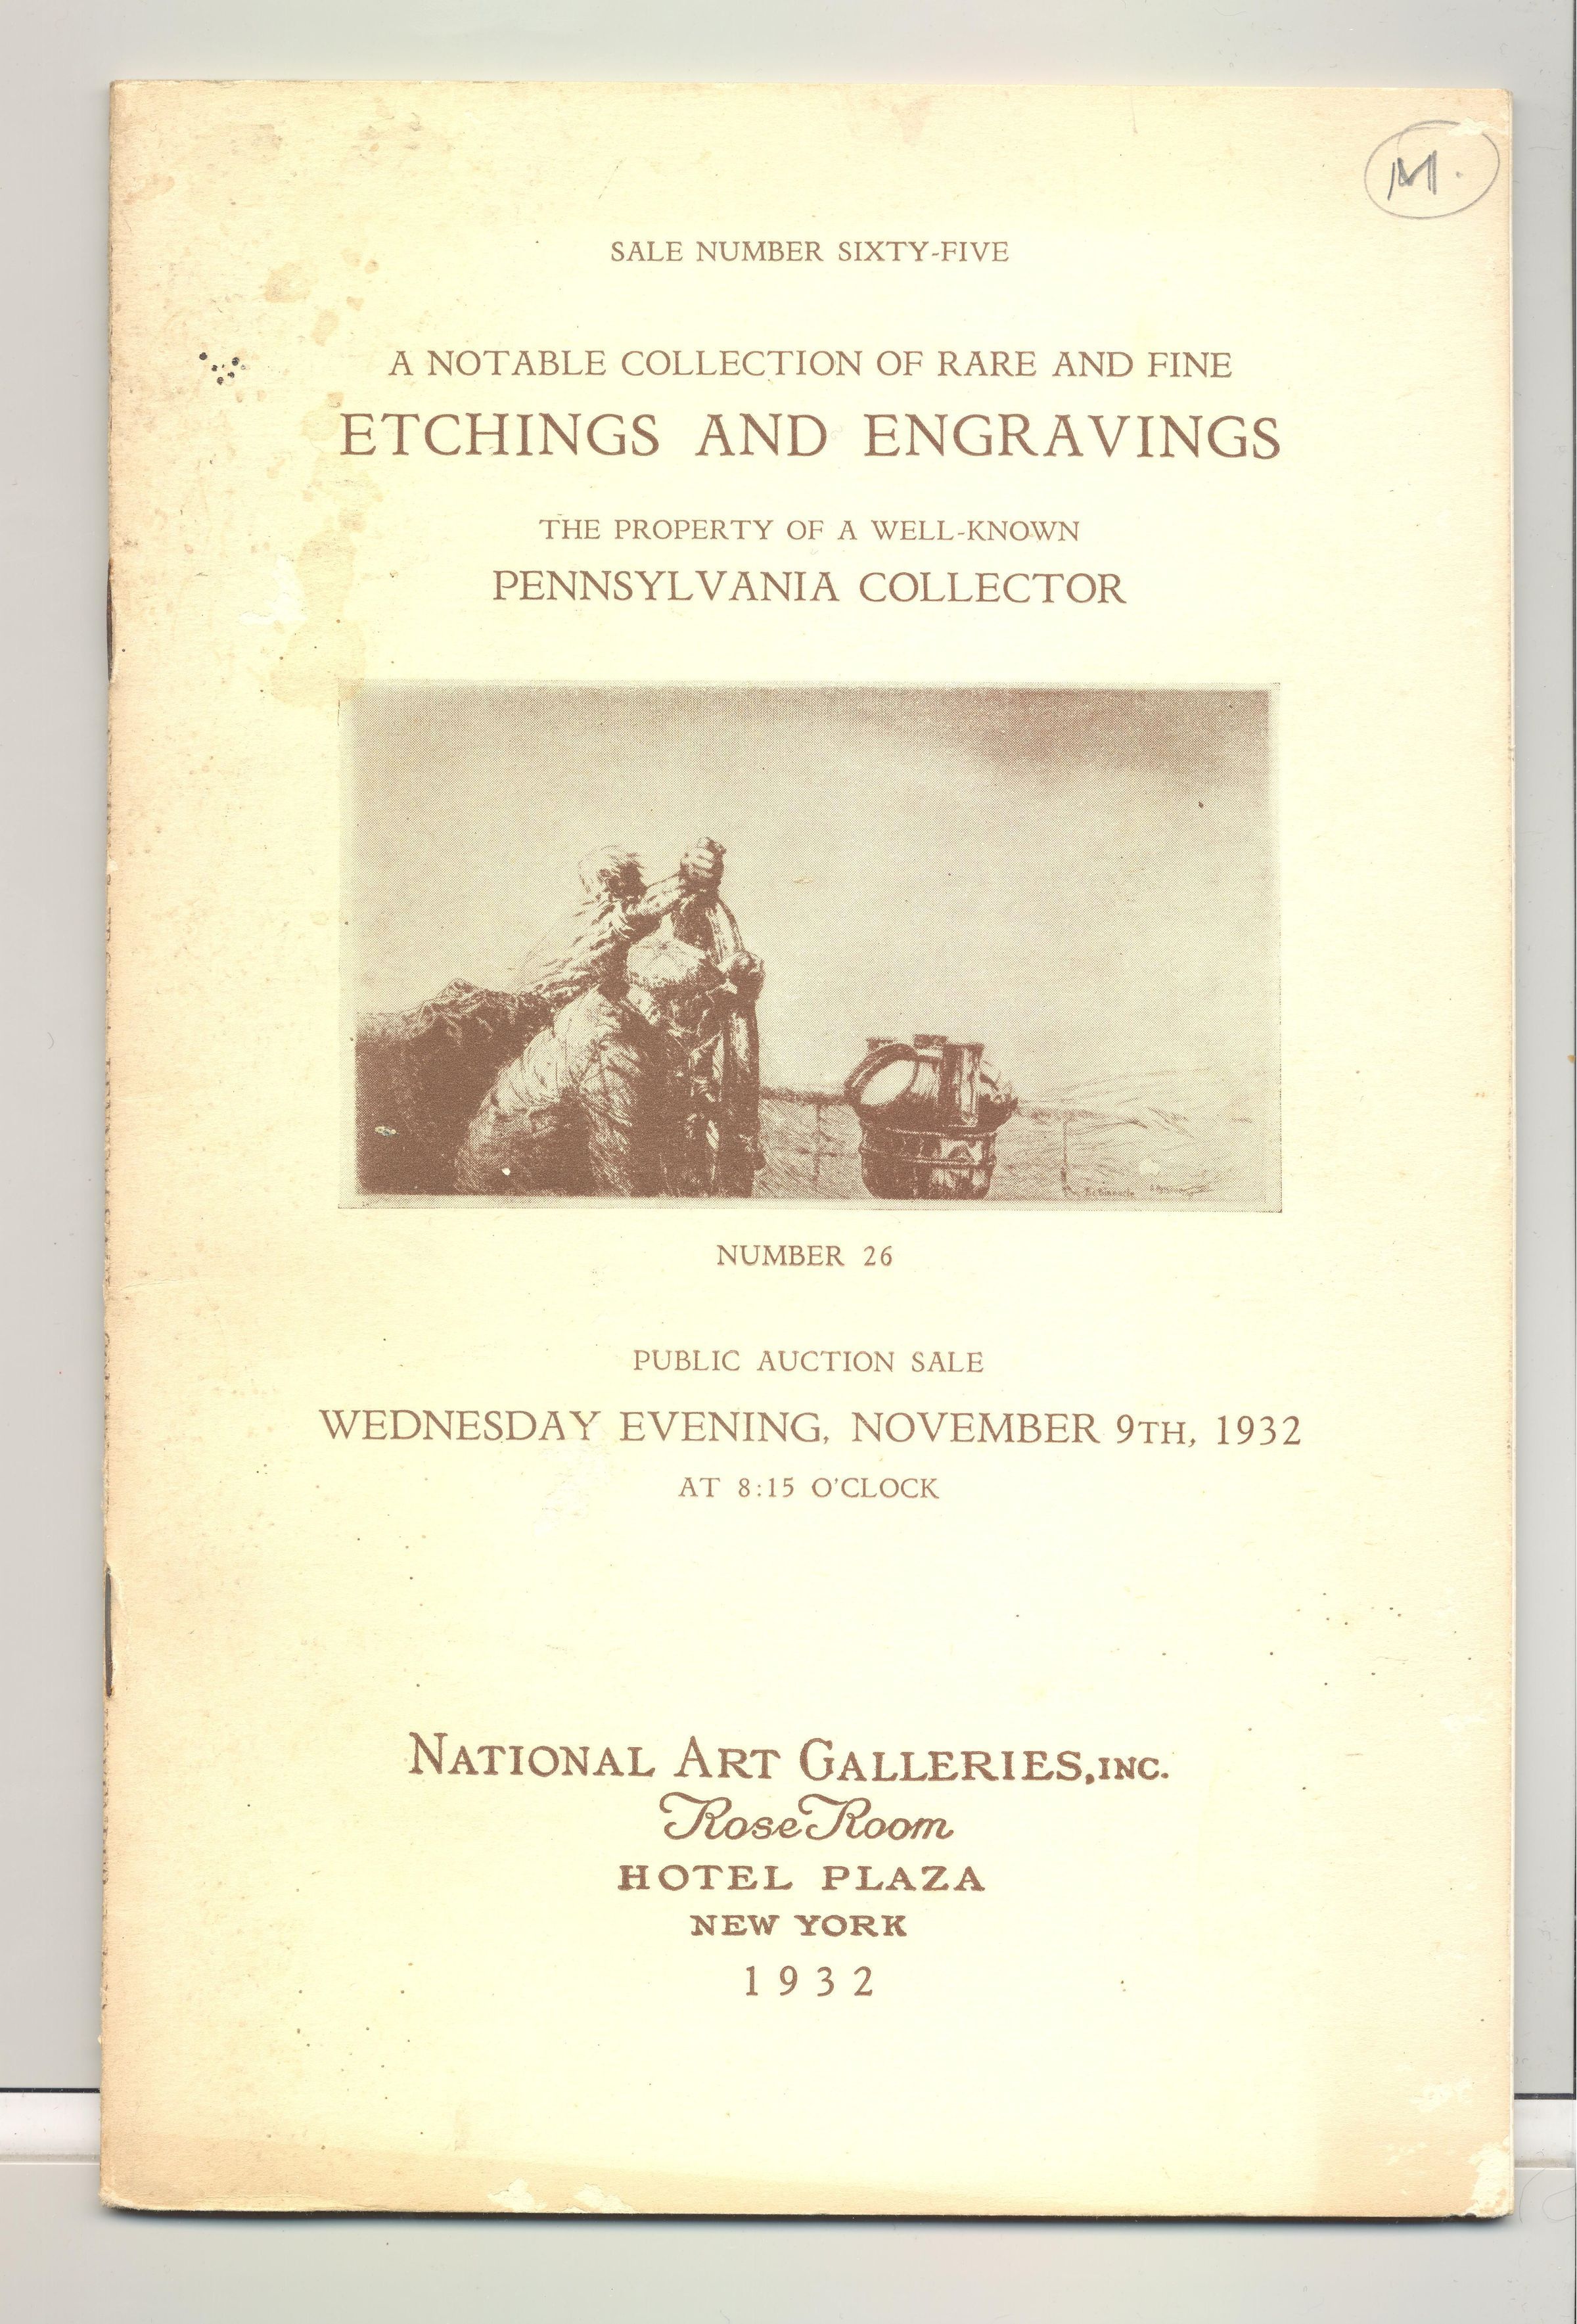 M.
SALE NUMBER SIXTY-FIVE
A NOTABLE COLLECTION OF RARE AND FINE
ETCHINGS AND ENGRAVINGS
THE PROPERTY OF A WELL-KNOWN
PENNSYLVANIA COLLECTOR
NUMBER 26
PUBLIC AUCTION SALE
WEDNESDAY EVENING, NOVEMBER 9TH, 1932
AT 8:15 O'CLOCK
NATIONAL ART GALLERIES, INC.
Rose Room
HOTEL PLAZA
NEW YORK
1932